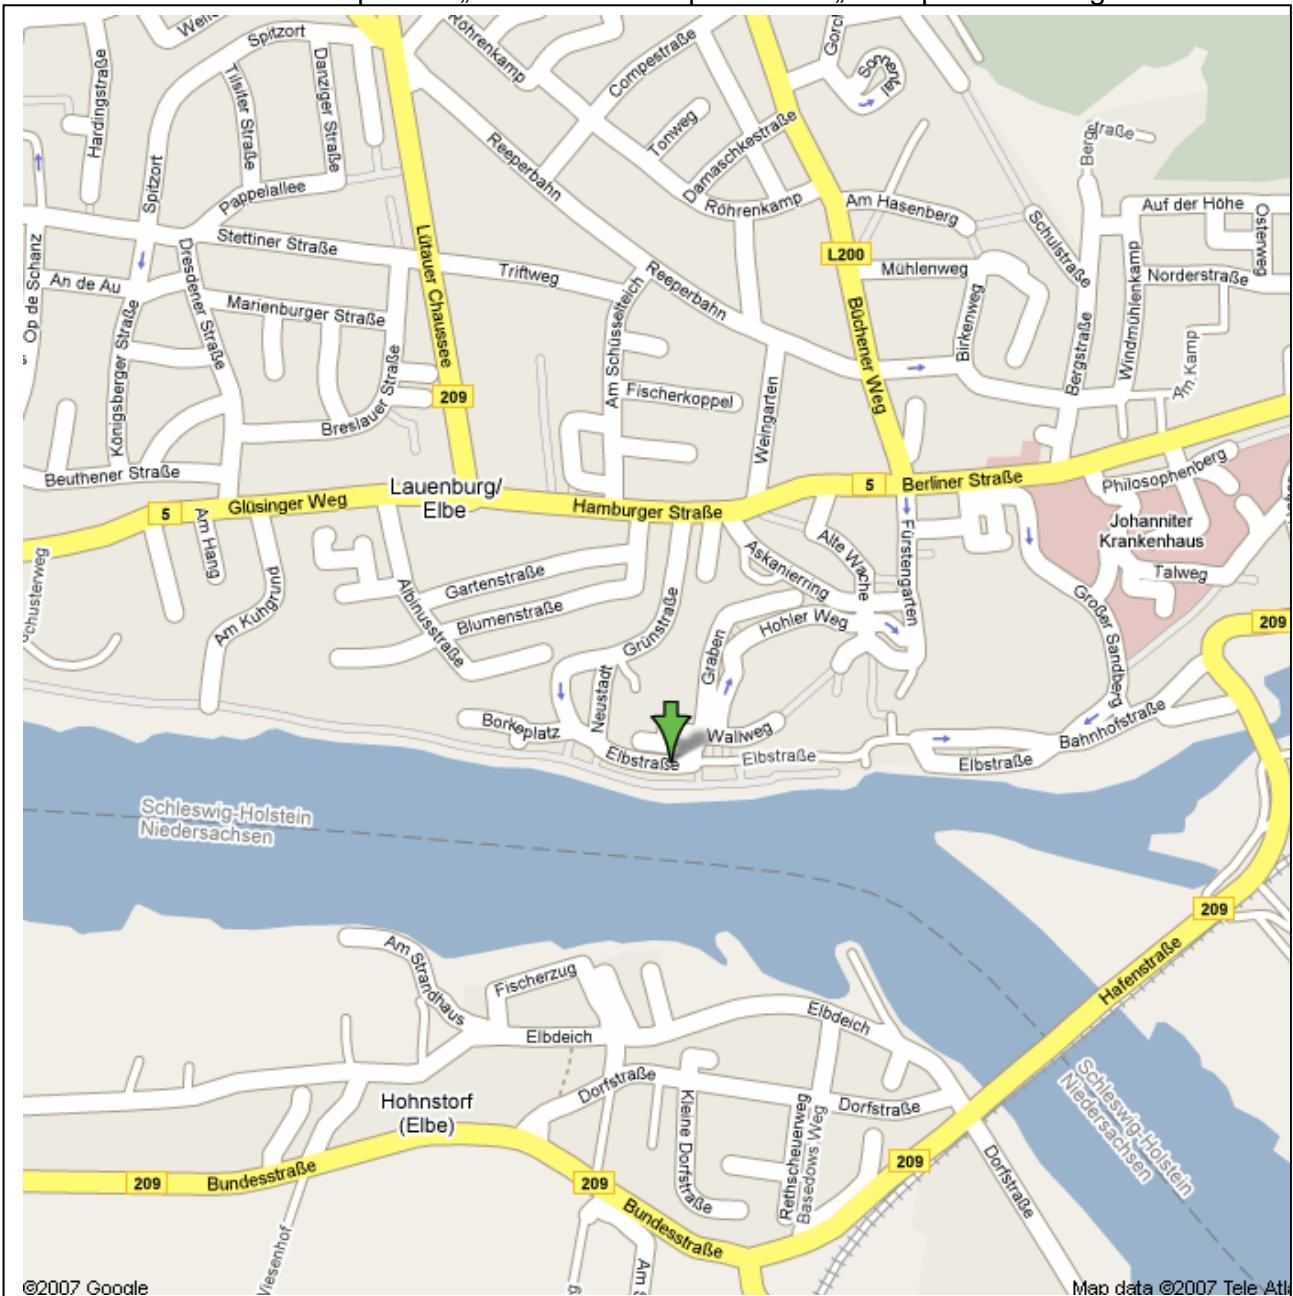 Spitzort
Röhrenkamp
Compestraße
Sonnental
Hardingstraße
Tilsiter Straße
Danziger Straße
Tonweg
Damaschkestraße
Bergstraße
Reeperbahn
Spitzort
Pappelallee
Röhrenkamp
Am Hasenberg
Auf der Höhe
Osterweg
Schulstraße
Stettiner Straße
L200
Op de Schanz
An de Au
Dresdener Straße
Lütauer Chaussee
Triftweg
Reeperbahn
Mühlenweg
Norderstraße
Windmühlenkamp
Marienburger Straße
Am Schüsselteich
Büchener Weg
Birkenweg
Bergstraße
Am Kamp
Königsberger Straße
Breslauer Straße
209
Fischerkoppel
Weingarten
Beuthener Straße
Lauenburg/
Elbe
5
Glüsinger Weg
Hamburger Straße
5
Berliner Straße
Philosophenberg
Johanniter
Krankenhaus
Am Hang
Alte Wache
Fürstengarten
Askanierring
Talweg
Gartenstraße
Am Kuhgrund
Albinusstraße
Blumenstraße
Grünstraße
Hohler Weg
Großer Sandberg
209
Graben
Neustadt
Borkeplatz
Wallweg
Bahnhofstraße
Elbstraße
Elbstraße
Elbstraße
Schleswig-Holstein
Niedersachsen
209
Am Strandhaus
Fischerzug
Hafenstraße
Elbdeich
Elbdeich
Dorfstraße
Kleine Dorfstraße
Dorfstraße
Schleswig-Holstein
Niedersachsen
Hohnstorf
(Elbe)
Rethscheuerweg
Basedows Weg
209
Dorfstraße
209
Bundesstraße
209
Bundesstraße
©2007 Google
Map data ©2007 Tele